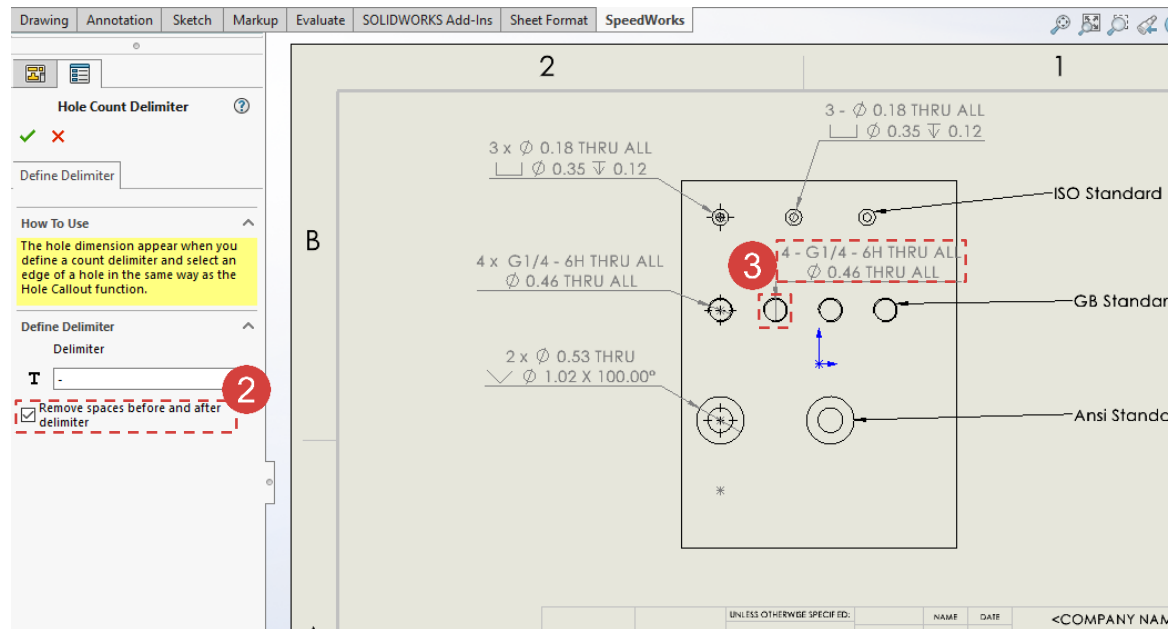 Drawing Annotation Sketch Markup Evaluate SOLIDWORKS Add-Ins Sheet Format SpeedWorks
Hole Count Delimiter
Define Delimiter
How To Use
The hole dimension appear when you
define a count delimiter and select an
edge of a hole in the same way as the
Hole Callout function.
Define Delimiter
Delimiter
T -
2
Remove spaces before and after
delimiter
2 1
B
3 - Ø 0.18 THRU ALL
⌴ Ø 0.35 ↧ 0.12
3 x Ø 0.18 THRU ALL
⌴ Ø 0.35 ↧ 0.12
ISO Standard
4 x G1/4 - 6H THRU ALL
Ø 0.46 THRU ALL
3
4 - G1/4 - 6H THRU ALL
Ø 0.46 THRU ALL
GB Standar
2 x Ø 0.53 THRU
⌵ Ø 1.02 X 100.00°
Ansi Standa
UNLESS OTHERWISE SPECIFIED:
NAME DATE
<COMPANY NAM